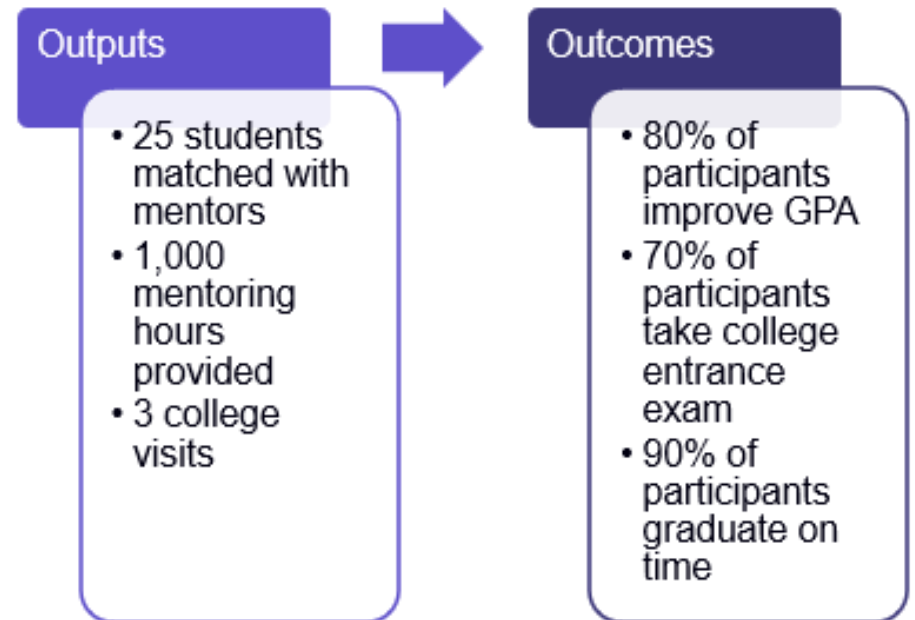 Outputs
• 25 students
matched with
mentors
• 1,000
mentoring
hours
provided
• 3 college
visits
Outcomes
• 80% of
participants
improve GPA
• 70% of
participants
take college
entrance
exam
• 90% of
participants
graduate on
time